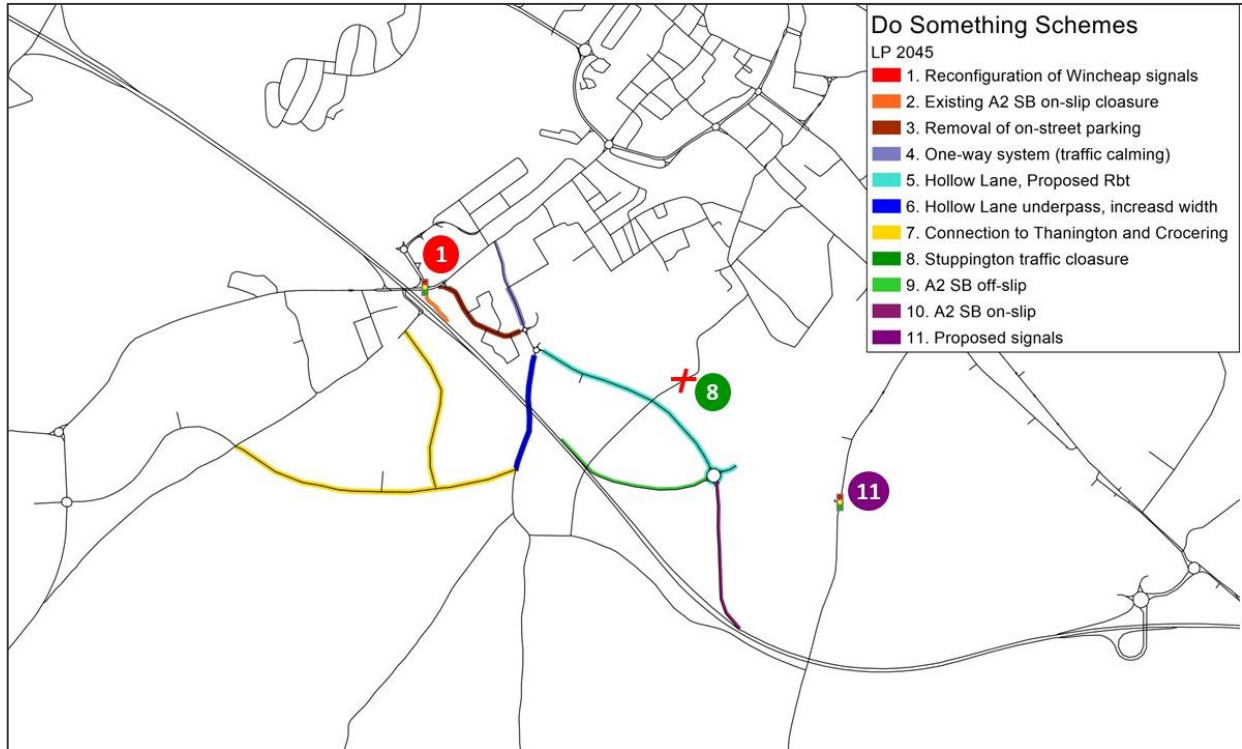 Do Something Schemes
LP 2045
1. Reconfiguration of Wincheap signals
2. Existing A2 SB on-slip cloasure
3. Removal of on-street parking
4. One-way system (traffic calming)
5. Hollow Lane, Proposed Rbt
6. Hollow Lane underpass, increasd width
7. Connection to Thanington and Crocering
8. Stuppington traffic cloasure
9. A2 SB off-slip
10. A2 SB on-slip
11. Proposed signals
1
8
11